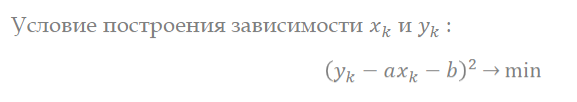 Условие построения зависимости 𝑥ₖ и 𝑦ₖ :
(𝑦ₖ − 𝑎𝑥ₖ − 𝑏)² → min